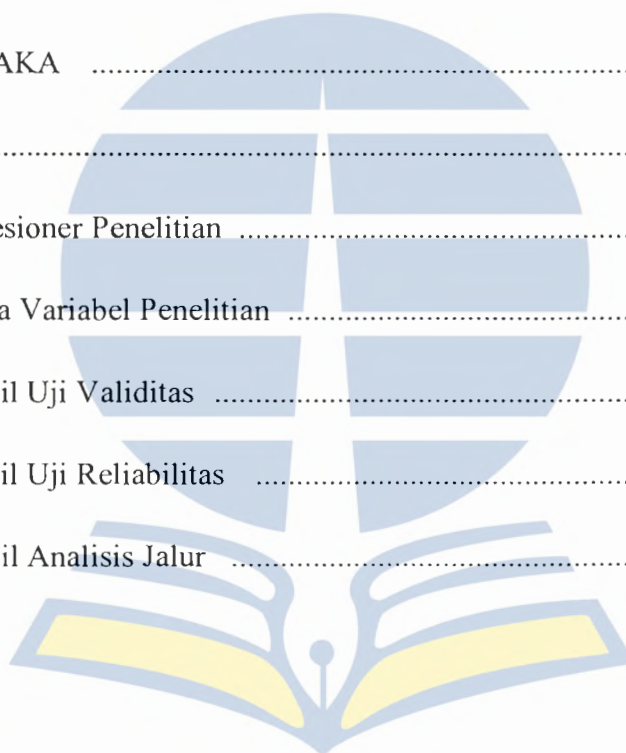 AKA ........................................................................
........................................................................
esioner Penelitian ........................................................................
a Variabel Penelitian ........................................................................
il Uji Validitas ........................................................................
il Uji Reliabilitas ........................................................................
il Analisis Jalur ........................................................................